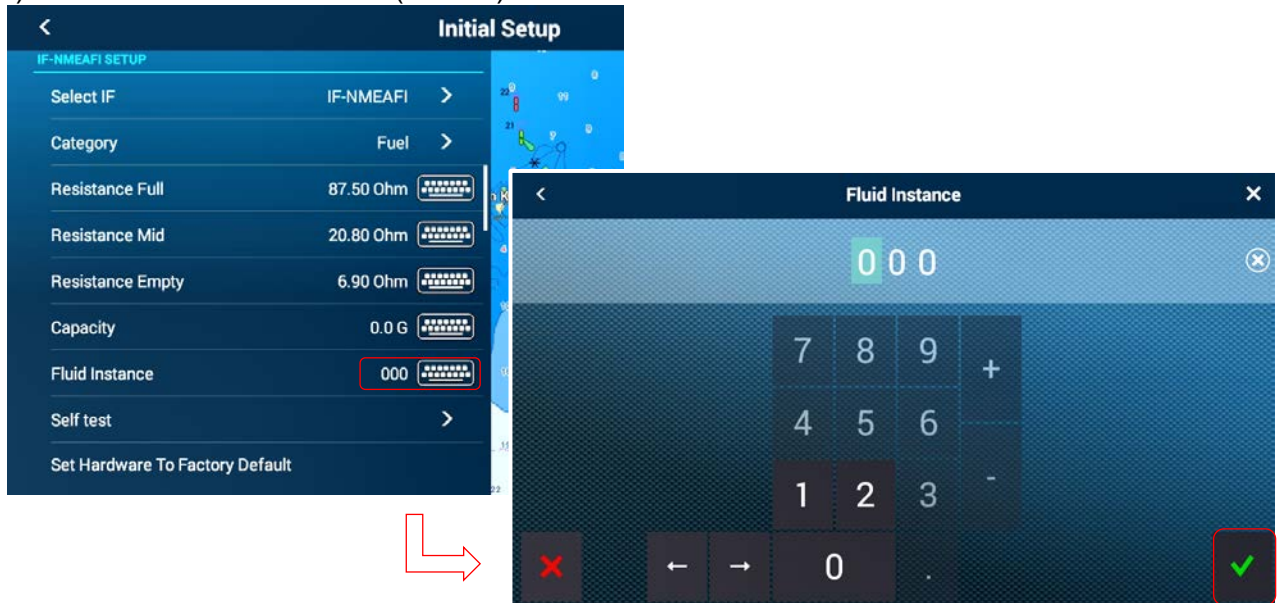 Initial Setup
IF-NMEAFI SETUP
Select IF IF-NMEAFI
Category Fuel
Resistance Full 87.50 Ohm
Resistance Mid 20.80 Ohm
Resistance Empty 6.90 Ohm
Capacity 0.0 G
Fluid Instance 000
Self test
Set Hardware To Factory Default
Fluid Instance
000
7 8 9 +
4 5 6
1 2 3 -
0 .